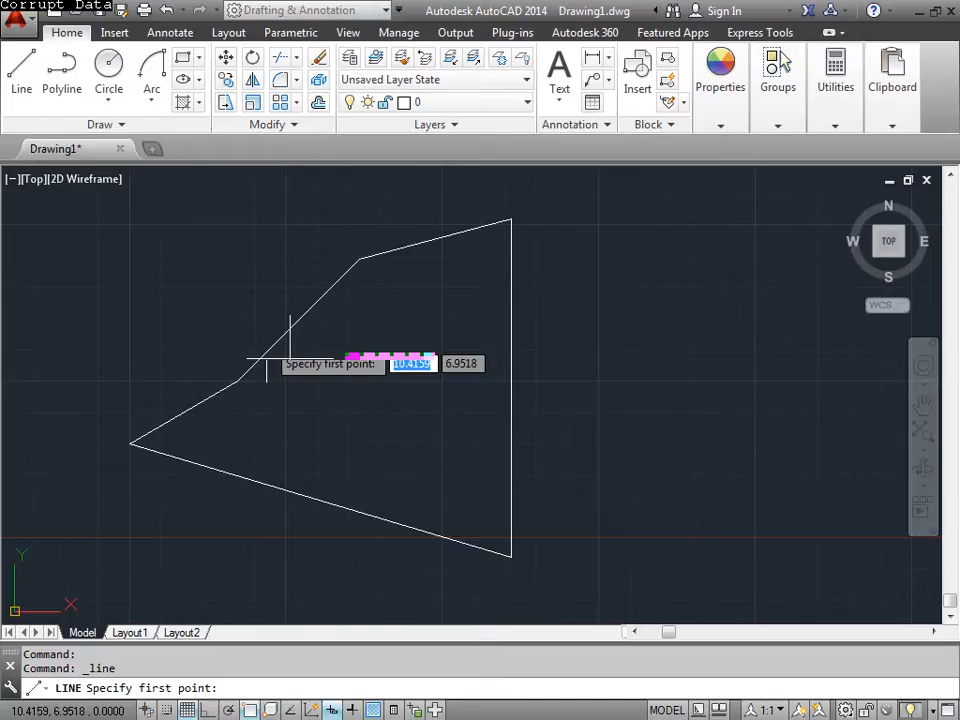 Corrupt Data
Drafting & Annotation
Autodesk AutoCAD 2014 Drawing1.dwg
Sign In
Home Insert Annotate Layout Parametric View Manage Output Plug-ins Autodesk 360 Featured Apps Express Tools
Line Polyline Circle Arc
Unsaved Layer State
0
Text
Insert
Properties Groups Utilities Clipboard
Draw Modify Layers Annotation Block
Drawing1*
[−][Top][2D Wireframe]
N
W TOP E
S
WCS
Specify first point: 10.4159 6.9518
Y
X
Model Layout1 Layout2
Command:
Command: _line
LINE Specify first point:
10.4159, 6.9518, 0.0000
MODEL
1:1